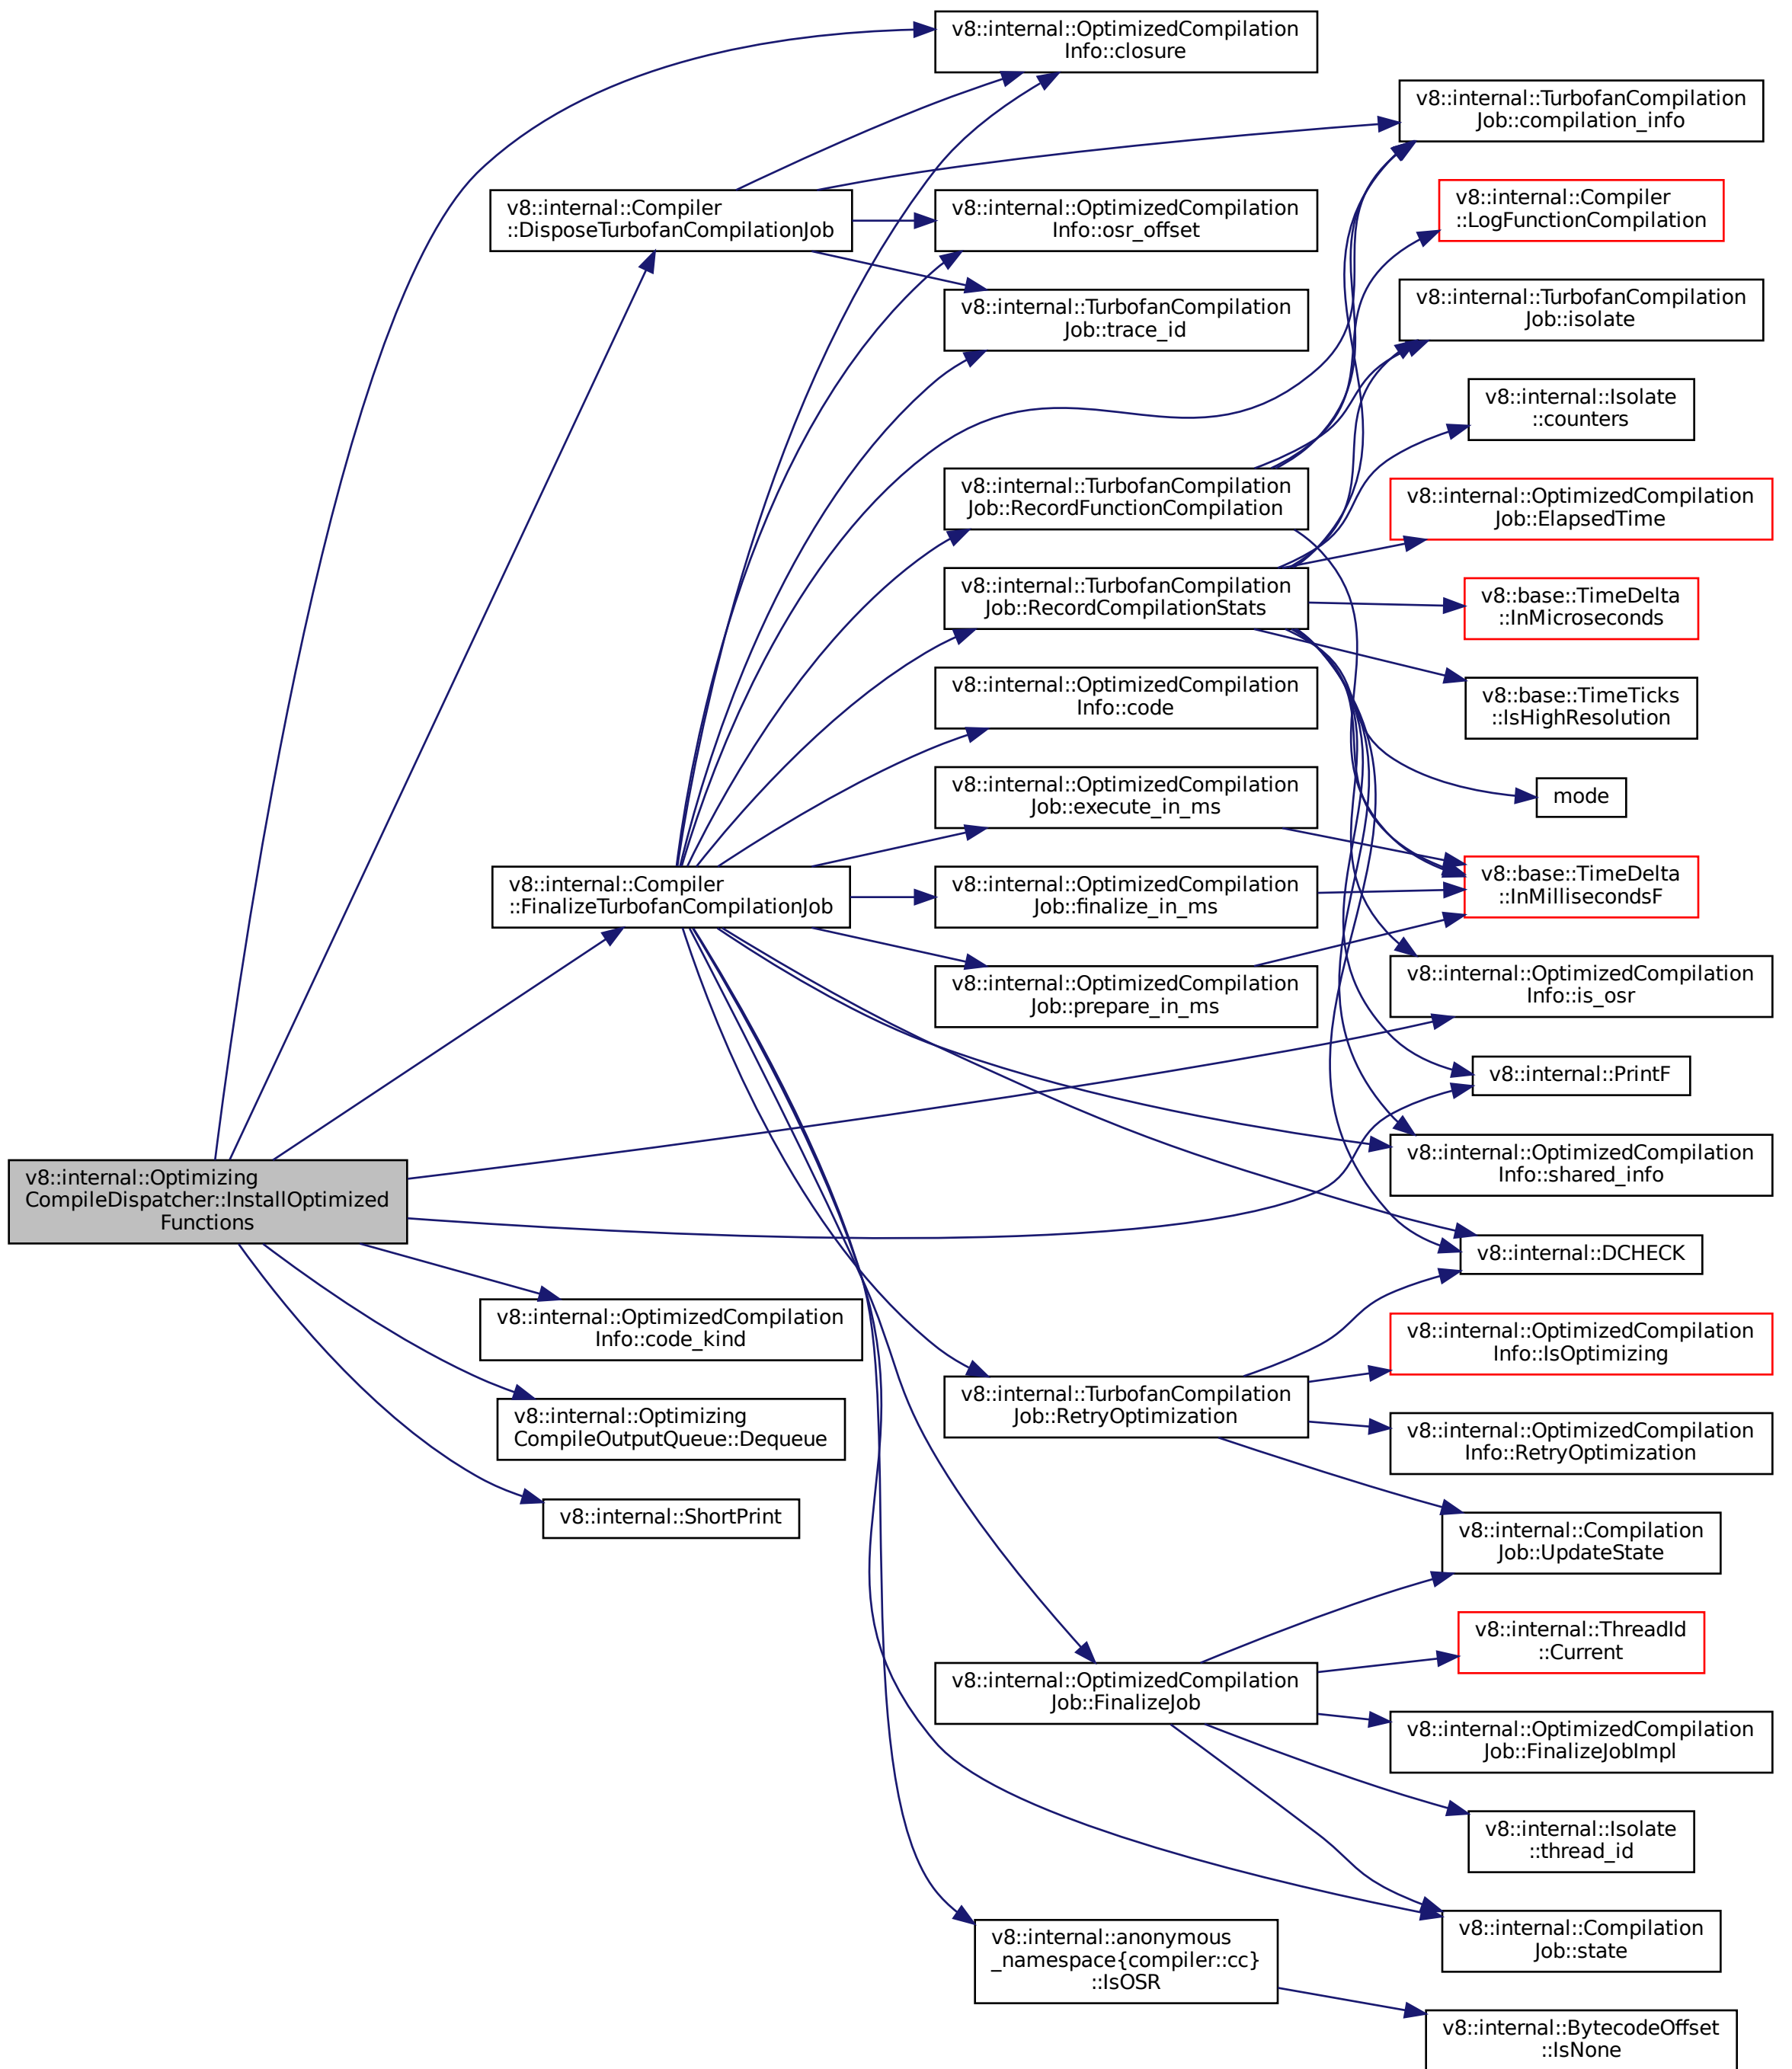 v8::internal::OptimizedCompilation
Info::closure
v8::internal::TurbofanCompilation
Job::compilation_info
v8::internal::Compiler
::LogFunctionCompilation
v8::internal::Compiler
::DisposeTurbofanCompilationJob
v8::internal::OptimizedCompilation
Info::osr_offset
v8::internal::TurbofanCompilation
Job::trace_id
v8::internal::TurbofanCompilation
Job::isolate
v8::internal::Isolate
::counters
v8::internal::TurbofanCompilation
Job::RecordFunctionCompilation
v8::internal::OptimizedCompilation
Job::ElapsedTime
v8::internal::TurbofanCompilation
Job::RecordCompilationStats
v8::base::TimeDelta
::InMicroseconds
v8::internal::OptimizedCompilation
Info::code
v8::base::TimeTicks
::IsHighResolution
v8::internal::OptimizedCompilation
Job::execute_in_ms
mode
v8::internal::Compiler
::FinalizeTurbofanCompilationJob
v8::internal::OptimizedCompilation
Job::finalize_in_ms
v8::base::TimeDelta
::InMillisecondsF
v8::internal::OptimizedCompilation
Job::prepare_in_ms
v8::internal::OptimizedCompilation
Info::is_osr
v8::internal::PrintF
v8::internal::OptimizedCompilation
Info::shared_info
v8::internal::Optimizing
CompileDispatcher::InstallOptimized
Functions
v8::internal::DCHECK
v8::internal::OptimizedCompilation
Info::code_kind
v8::internal::OptimizedCompilation
Info::IsOptimizing
v8::internal::Optimizing
CompileOutputQueue::Dequeue
v8::internal::TurbofanCompilation
Job::RetryOptimization
v8::internal::OptimizedCompilation
Info::RetryOptimization
v8::internal::ShortPrint
v8::internal::Compilation
Job::UpdateState
v8::internal::ThreadId
::Current
v8::internal::OptimizedCompilation
Job::FinalizeJob
v8::internal::OptimizedCompilation
Job::FinalizeJobImpl
v8::internal::Isolate
::thread_id
v8::internal::Compilation
Job::state
v8::internal::anonymous
_namespace{compiler::cc}
::IsOSR
v8::internal::BytecodeOffset
::IsNone